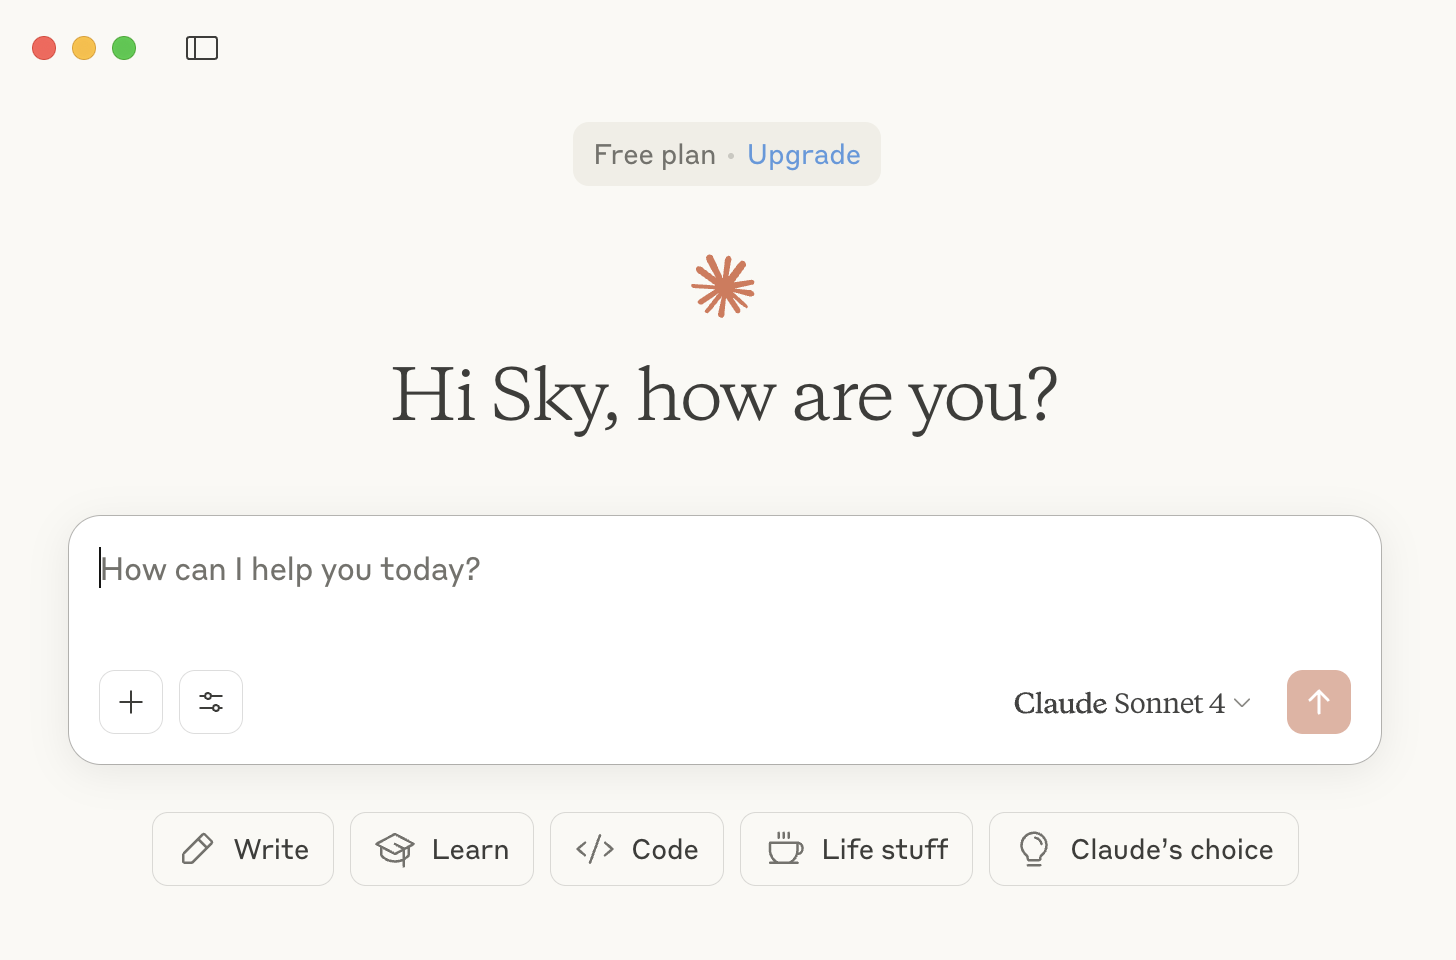 Free plan • Upgrade
Hi Sky, how are you?
How can I help you today?
Claude Sonnet 4
Write
Learn
Code
Life stuff
Claude’s choice